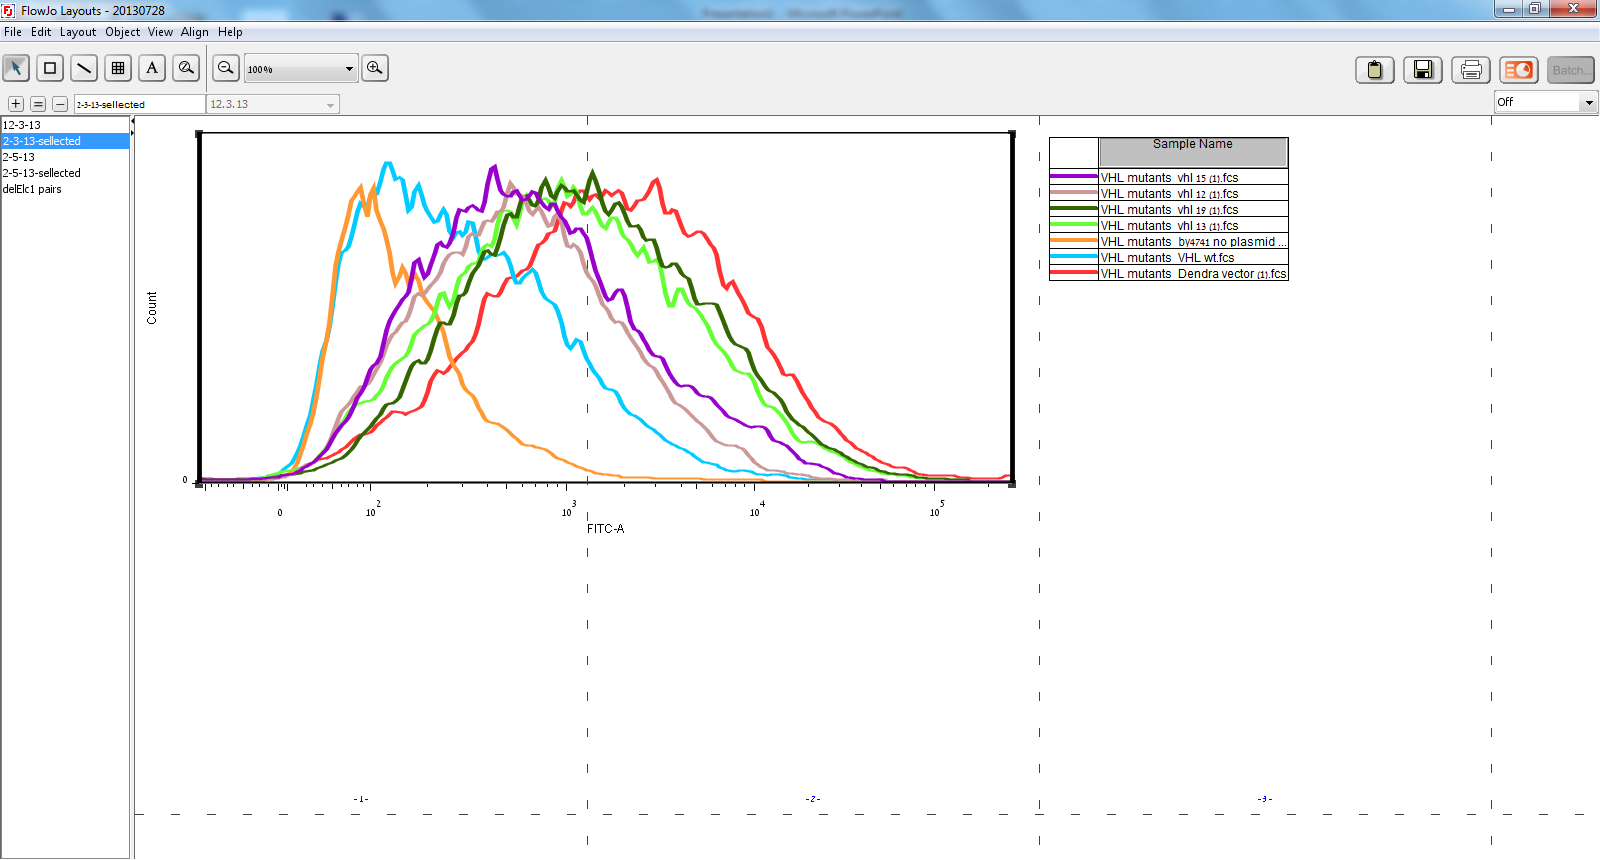 FlowJo Layouts - 20130728
File Edit Layout Object View Align Help
A 100% Batch...
2-3-13-sellected 12.3.13 Off
12-3-13
2-3-13-sellected
2-5-13
2-5-13-sellected
delElc1 pairs
Sample Name
VHL mutants vhl 15 (1).fcs
VHL mutants vhl 12 (1).fcs
VHL mutants vhl 19 (1).fcs
VHL mutants vhl 13 (1).fcs
VHL mutants by4741 no plasmid ...
VHL mutants VHL wt.fcs
VHL mutants Dendra vector (1).fcs
Count
0
0 10^2 10^3 10^4 10^5
FITC-A
-1- -2- -3-